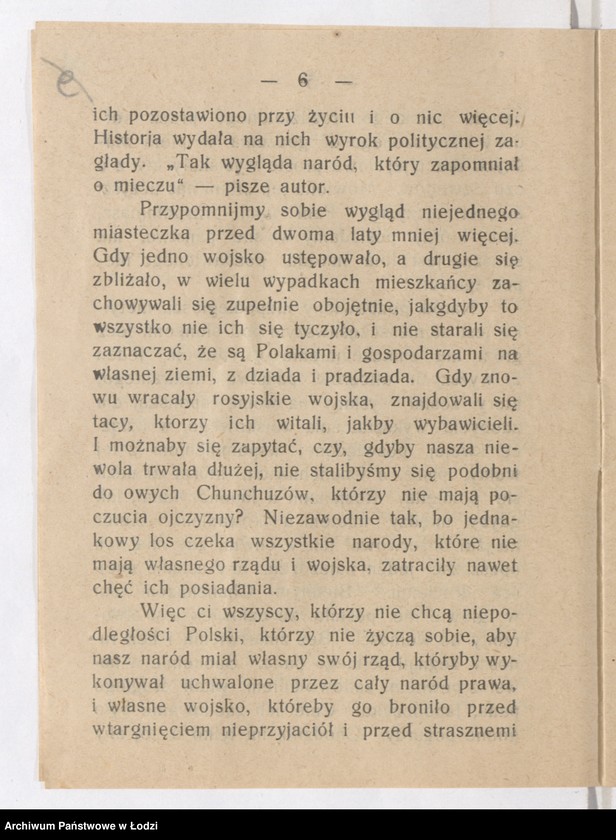 — 6 —
ich pozostawiono przy życiu i o nic więcej.
Historja wydała na nich wyrok politycznej za-
głady. „Tak wygląda naród, który zapomniał
o mieczu“ — pisze autor.
Przypomnijmy sobie wygląd niejednego
miasteczka przed dwoma laty mniej więcej.
Gdy jedno wojsko ustępowało, a drugie się
zbliżało, w wielu wypadkach mieszkańcy za-
chowywali się zupełnie obojętnie, jakgdyby to
wszystko nie ich się tyczyło, i nie starali się
zaznaczać, że są Polakami i gospodarzami na
własnej ziemi, z dziada i pradziada. Gdy zno-
wu wracały rosyjskie wojska, znajdowali się
tacy, ktorzy ich witali, jakby wybawicieli.
I możnaby się zapytać, czy, gdyby nasza nie-
wola trwała dłużej, nie stalibyśmy się podobni
do owych Chunchuzów, którzy nie mają po-
czucia ojczyzny? Niezawodnie tak, bo jedna-
kowy los czeka wszystkie narody, które nie
mają własnego rządu i wojska, zatraciły nawet
chęć ich posiadania.
Więc ci wszyscy, którzy nie chcą niepo-
dległości Polski, którzy nie życzą sobie, aby
nasz naród miał własny swój rząd, któryby wy-
konywał uchwalone przez cały naród prawa,
i własne wojsko, któreby go broniło przed
wtargnięciem nieprzyjaciół i przed strasznemi
Archiwum Państwowe w Łodzi